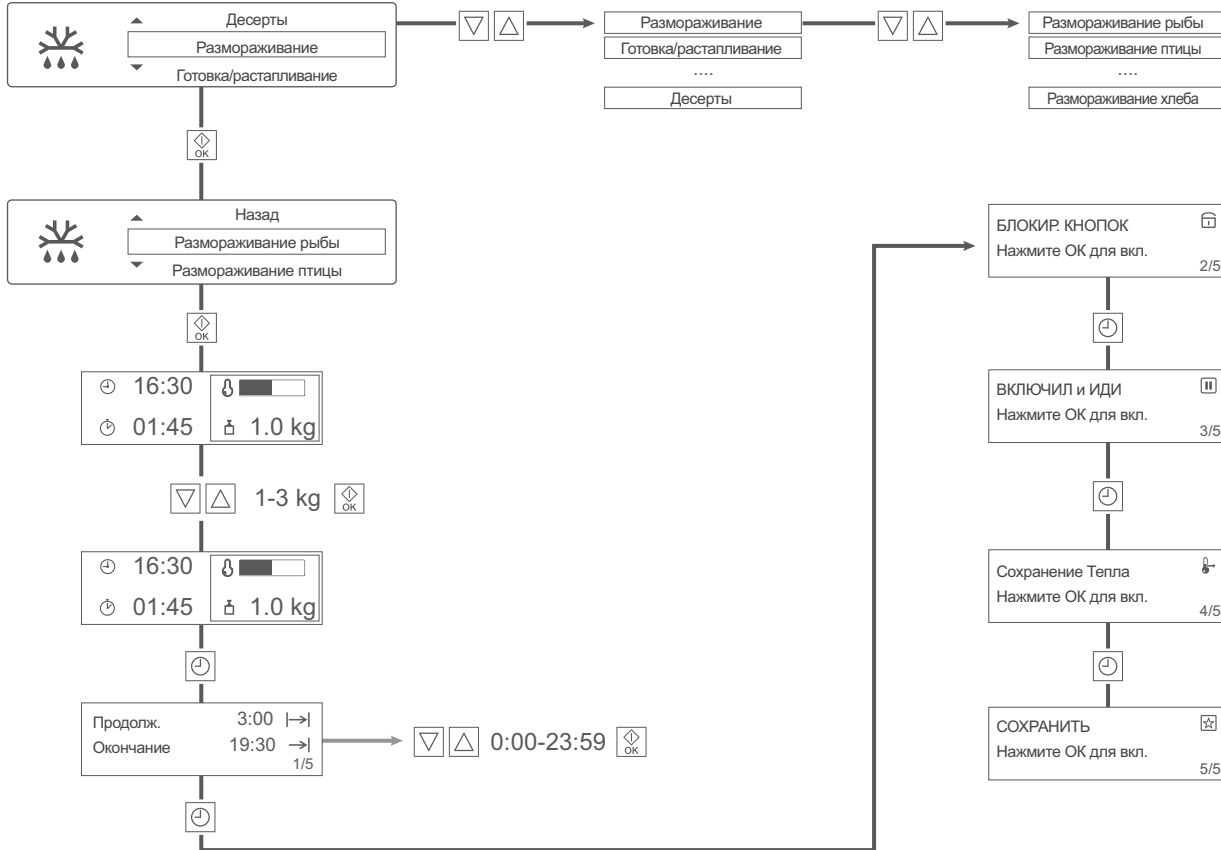 Десерты
Размораживание
Готовка/растапливание
Размораживание
Готовка/растапливание
....
Десерты
Размораживание рыбы
Размораживание птицы
....
Размораживание хлеба
OK
Назад
Размораживание рыбы
Размораживание птицы
OK
16:30
01:45 1.0 kg
1-3 kg OK
16:30
01:45 1.0 kg
Продолж. 3:00
Окончание 19:30
1/5
0:00-23:59 OK
БЛОКИР. КНОПОК
Нажмите ОК для вкл.
2/5
ВКЛЮЧИЛ и ИДИ
Нажмите ОК для вкл.
3/5
Сохранение Тепла
Нажмите ОК для вкл.
4/5
СОХРАНИТЬ
Нажмите ОК для вкл.
5/5